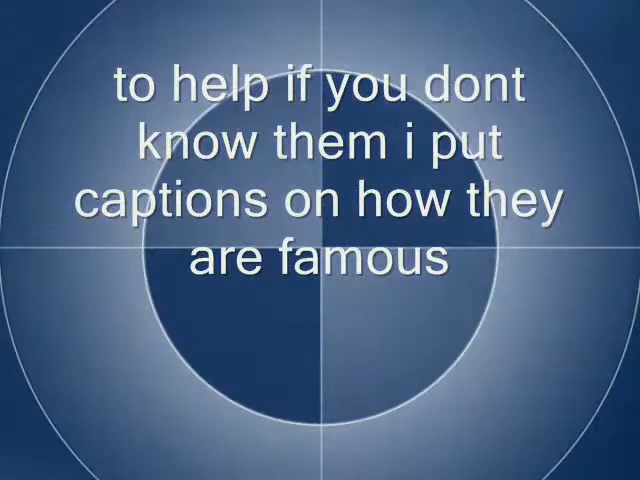 to help if you dont
know them i put
captions on how they
are famous